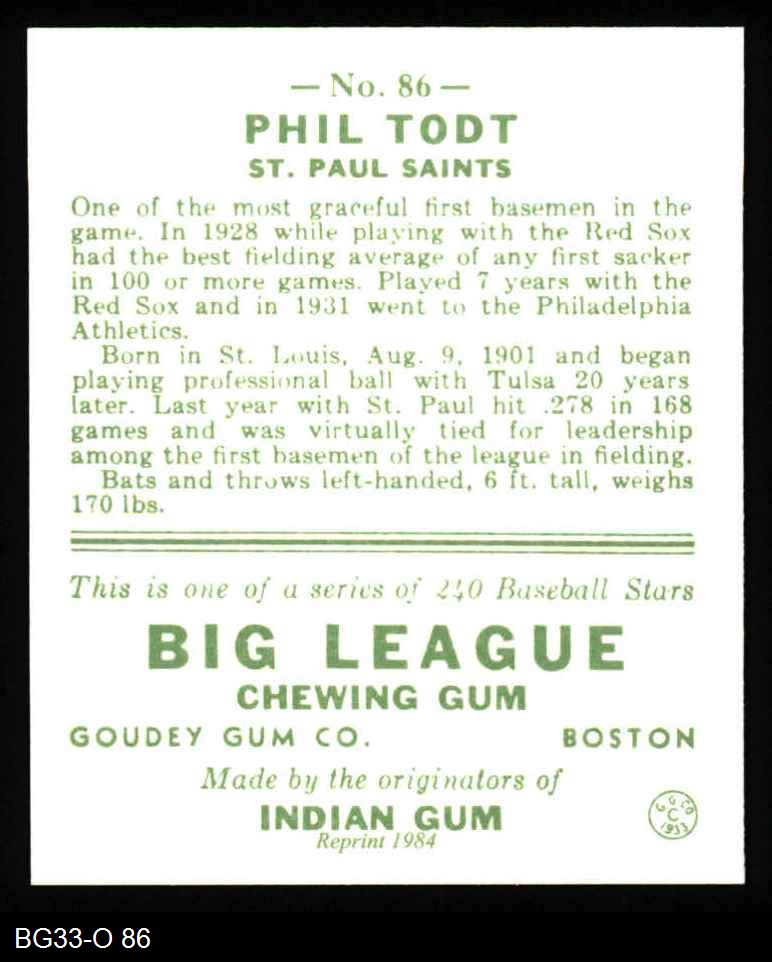 — No. 86 —
PHIL TODT
ST. PAUL SAINTS
One of the most graceful first basemen in the
game. In 1928 while playing with the Red Sox
had the best fielding average of any first sacker
in 100 or more games. Played 7 years with the
Red Sox and in 1931 went to the Philadelphia
Athletics.
Born in St. Louis, Aug. 9, 1901 and began
playing professional ball with Tulsa 20 years
later. Last year with St. Paul hit .278 in 168
games and was virtually tied for leadership
among the first basemen of the league in fielding.
Bats and throws left-handed, 6 ft. tall, weighs
170 lbs.
This is one of a series of 240 Baseball Stars
BIG LEAGUE
CHEWING GUM
GOUDEY GUM CO. BOSTON
Made by the originators of
INDIAN GUM
Reprint 1984
G G CO
C
1933
BG33-O 86